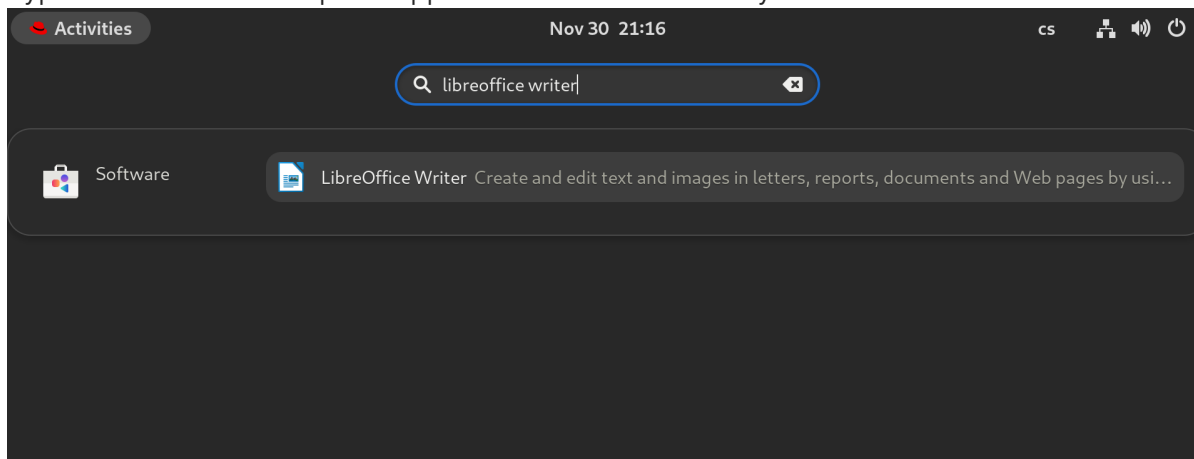 Activities
Nov 30 21:16
cs
libreoffice writer
Software
LibreOffice Writer Create and edit text and images in letters, reports, documents and Web pages by usi...